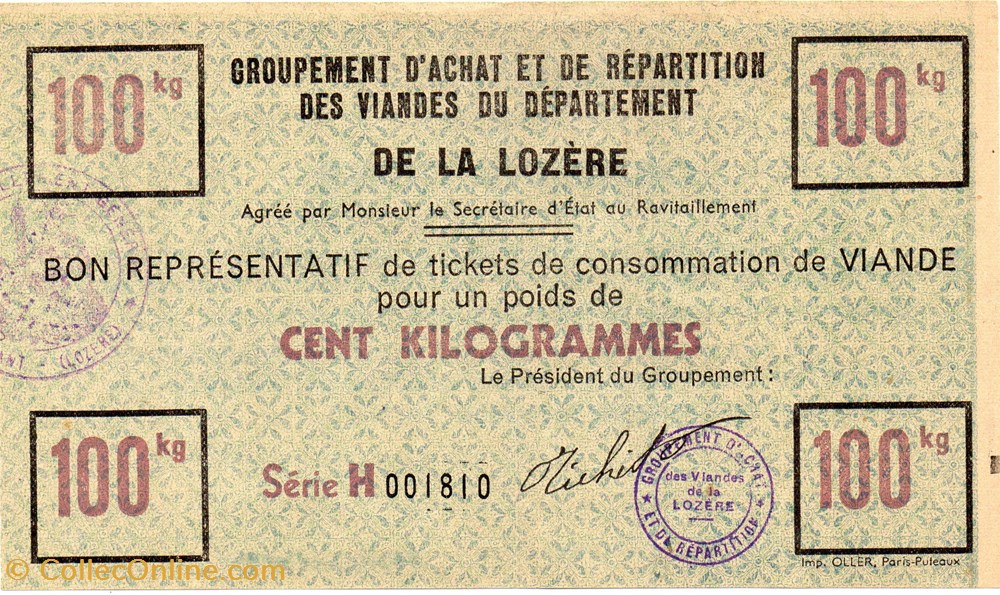 100 kg
100 kg
GROUPEMENT D'ACHAT ET DE RÉPARTITION
DES VIANDES DU DÉPARTEMENT
DE LA LOZÈRE
Agréé par Monsieur le Secrétaire d'État au Ravitaillement
BON REPRÉSENTATIF de tickets de consommation de VIANDE
pour un poids de
CENT KILOGRAMMES
Le Président du Groupement :
(LOZÈRE)
100 kg
100 kg
Série H 001810
GROUPEMENT D'ACHAT
des Viandes
de la
LOZÈRE
ET DE RÉPARTITION
Imp. OLLER, Paris-Puteaux
© CollecOnline.com